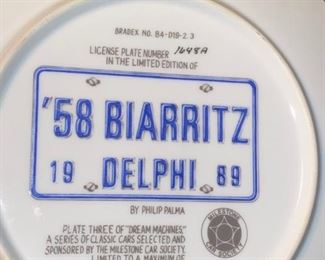 BRADEX NO. 84-D19-2.3
LICENSE PLATE NUMBER 1648A
IN THE LIMITED EDITION OF
'58 BIARRITZ
19 DELPHI 89
BY PHILIP PALMA
MILESTONE CAR SOCIETY
PLATE THREE OF "DREAM MACHINES"
A SERIES OF CLASSIC CARS SELECTED AND
SPONSORED BY THE MILESTONE CAR SOCIETY.
LIMITED TO A MAXIMUM OF